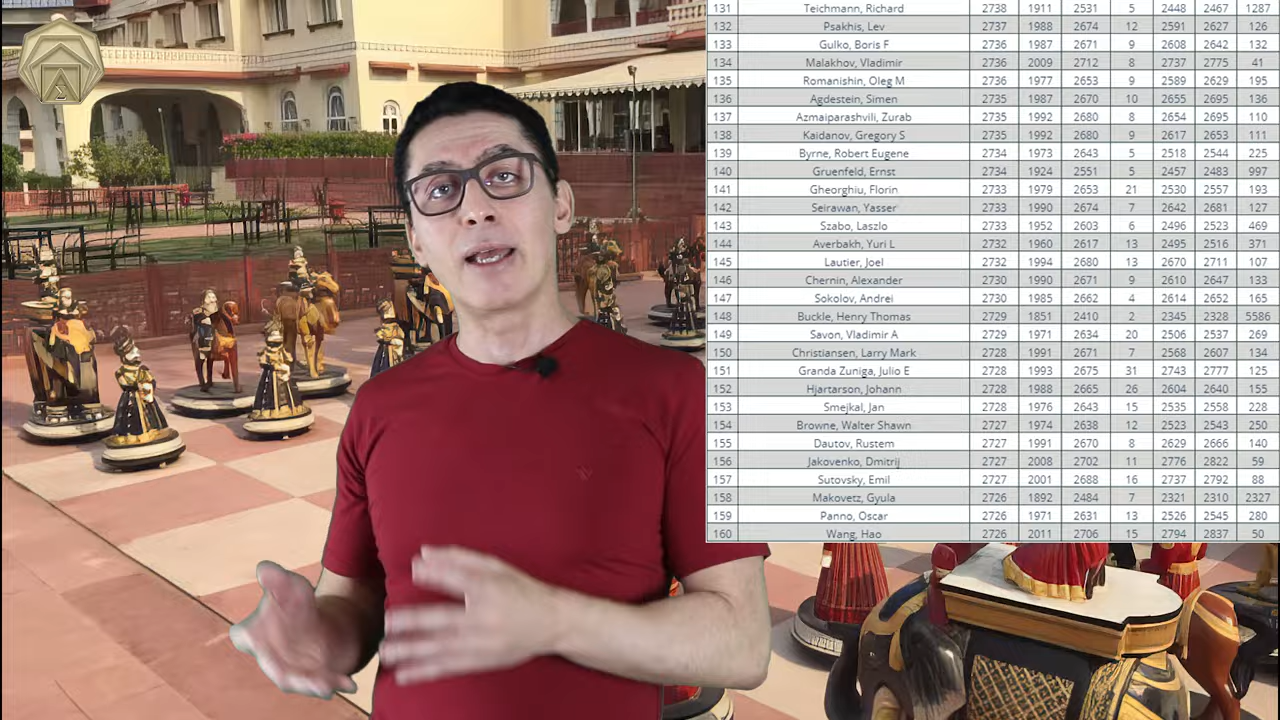 131 Teichmann, Richard 2738 1911 2531 5 2448 2467 1287
132 Psakhis, Lev 2737 1988 2674 12 2591 2627 126
133 Gulko, Boris F 2736 1987 2671 9 2608 2642 132
134 Malakhov, Vladimir 2736 2009 2712 8 2737 2775 41
135 Romanishin, Oleg M 2736 1977 2653 9 2589 2629 195
136 Agdestein, Simen 2735 1987 2670 10 2655 2695 136
137 Azmaiparashvili, Zurab 2735 1992 2680 8 2654 2695 110
138 Kaidanov, Gregory S 2735 1992 2680 9 2617 2653 111
139 Byrne, Robert Eugene 2734 1973 2643 5 2518 2544 225
140 Gruenfeld, Ernst 2734 1924 2551 5 2457 2483 997
141 Gheorghiu, Florin 2733 1979 2653 21 2530 2557 193
142 Seirawan, Yasser 2733 1990 2674 7 2642 2681 127
143 Szabo, Laszlo 2733 1952 2603 6 2496 2523 469
144 Averbakh, Yuri L 2732 1960 2617 13 2495 2516 371
145 Lautier, Joel 2732 1994 2680 13 2670 2711 107
146 Chernin, Alexander 2730 1990 2671 9 2610 2647 133
147 Sokolov, Andrei 2730 1985 2662 4 2614 2652 165
148 Buckle, Henry Thomas 2729 1851 2410 2 2345 2328 5586
149 Savon, Vladimir A 2729 1971 2634 20 2506 2537 269
150 Christiansen, Larry Mark 2728 1991 2671 7 2568 2607 134
151 Granda Zuniga, Julio E 2728 1993 2675 31 2743 2777 125
152 Hjartarson, Johann 2728 1988 2665 26 2604 2640 155
153 Smejkal, Jan 2728 1976 2643 15 2535 2558 228
154 Browne, Walter Shawn 2727 1974 2638 12 2523 2543 250
155 Dautov, Rustem 2727 1991 2670 8 2629 2666 140
156 Jakovenko, Dmitrij 2727 2008 2702 11 2776 2822 59
157 Sutovsky, Emil 2727 2001 2688 16 2737 2792 88
158 Makovetz, Gyula 2726 1892 2484 7 2321 2310 2327
159 Panno, Oscar 2726 1971 2631 13 2526 2545 280
160 Wang, Hao 2726 2011 2706 15 2794 2837 50